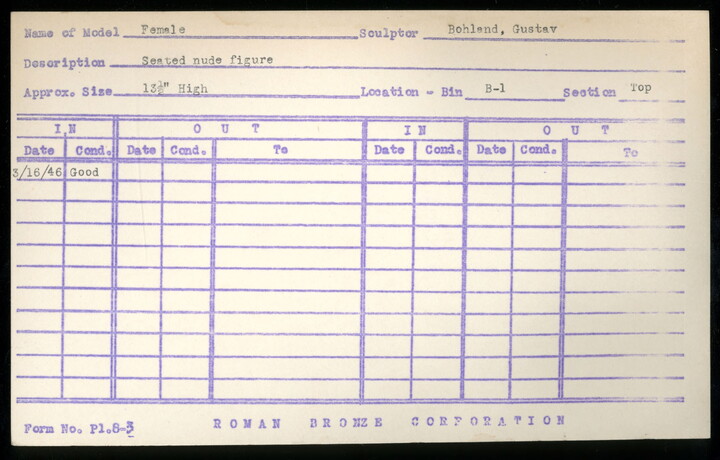 Name of Model Female Sculptor Bohland, Gustav
Description Seated nude figure
Approx. Size 13½" High Location - Bin B-1 Section Top
IN OUT IN OUT
Date Cond. Date Cond. To Date Cond. Date Cond. To
3/16/46 Good
Form No. Pl.8-3 ROMAN BRONZE CORPORATION